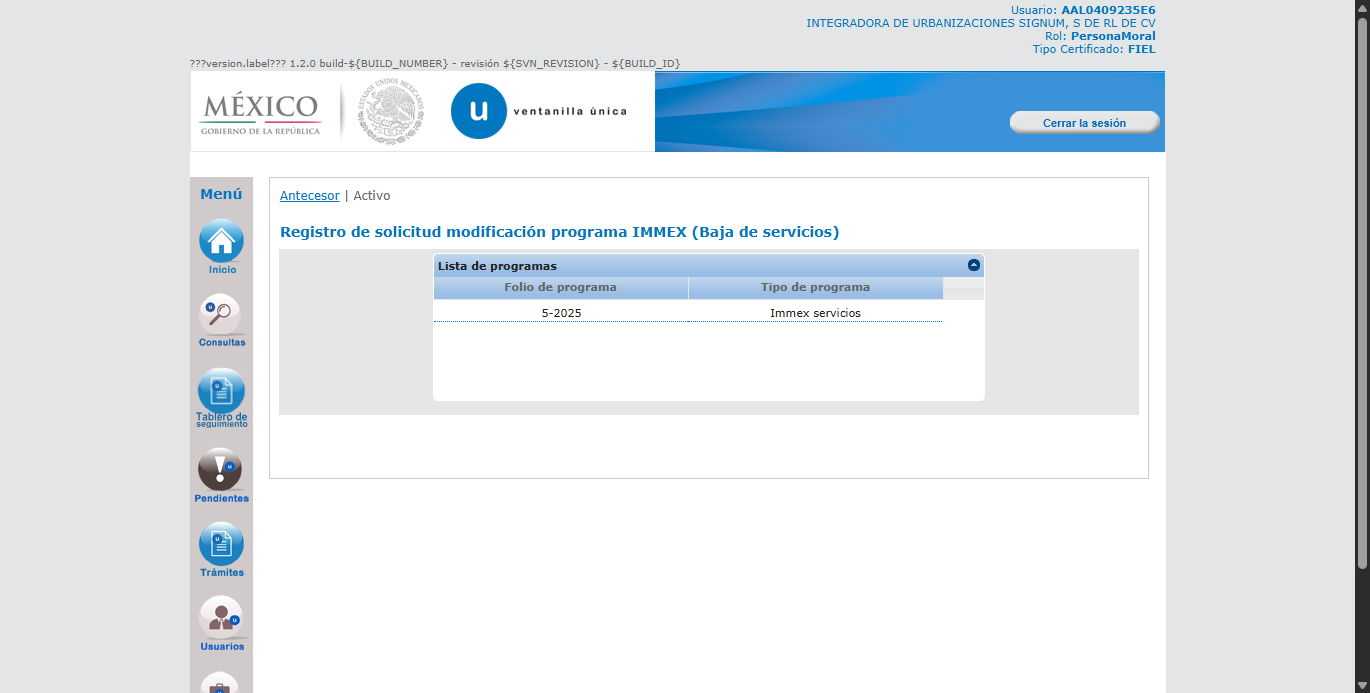 Usuario: AAL0409235E6
INTEGRADORA DE URBANIZACIONES SIGNUM, S DE RL DE CV
Rol: PersonaMoral
Tipo Certificado: FIEL
???version.label??? 1.2.0 build-${BUILD_NUMBER} - revisión ${SVN_REVISION} - ${BUILD_ID}
MÉXICO
GOBIERNO DE LA REPÚBLICA
ESTADOS UNIDOS MEXICANOS
u
ventanilla única
Cerrar la sesión
Menú
Inicio
Consultas
Tablero de
seguimiento
Pendientes
Trámites
Usuarios
Antecesor | Activo
Registro de solicitud modificación programa IMMEX (Baja de servicios)
Lista de programas
Folio de programa Tipo de programa
5-2025 Immex servicios